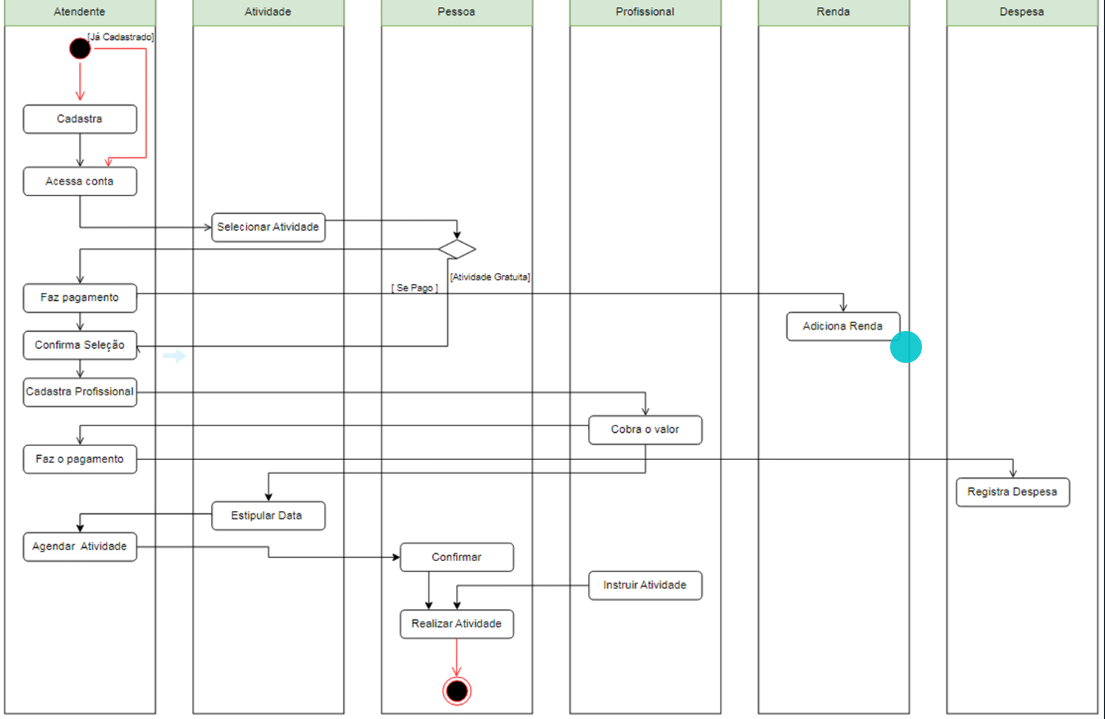 Atendente
Atividade
Pessoa
Profissional
Renda
Despesa
[Já Cadastrado]
Cadastra
Acessa conta
Selecionar Atividade
[Atividade Gratuita]
[ Se Pago ]
Faz pagamento
Adiciona Renda
Confirma Seleção
Cadastra Profissional
Cobra o valor
Faz o pagamento
Registra Despesa
Estipular Data
Agendar Atividade
Confirmar
Instruir Atividade
Realizar Atividade